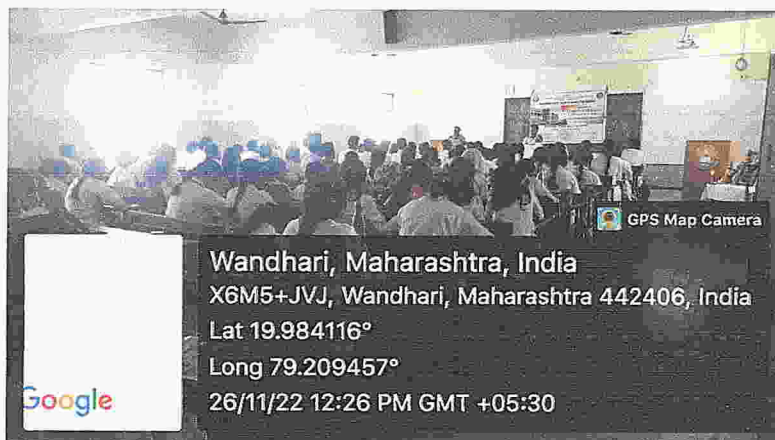 GPS Map Camera
Wandhari, Maharashtra, India
X6M5+JVJ, Wandhari, Maharashtra 442406, India
Lat 19.984116°
Long 79.209457°
26/11/22 12:26 PM GMT +05:30
Google